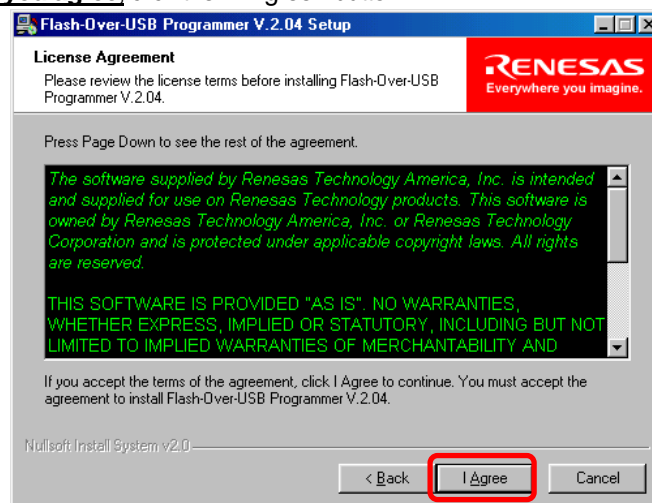 Flash-Over-USB Programmer V.2.04 Setup
License Agreement
Please review the license terms before installing Flash-Over-USB
Programmer V.2.04.
RENESAS
Everywhere you imagine.
Press Page Down to see the rest of the agreement.
The software supplied by Renesas Technology America, Inc. is intended
and supplied for use on Renesas Technology products. This software is
owned by Renesas Technology America, Inc. or Renesas Technology
Corporation and is protected under applicable copyright laws. All rights
are reserved.
THIS SOFTWARE IS PROVIDED "AS IS". NO WARRANTIES,
WHETHER EXPRESS, IMPLIED OR STATUTORY, INCLUDING BUT NOT
LIMITED TO IMPLIED WARRANTIES OF MERCHANTABILITY AND
If you accept the terms of the agreement, click I Agree to continue. You must accept the
agreement to install Flash-Over-USB Programmer V.2.04.
Nullsoft Install System v2.0
< Back
I Agree
Cancel